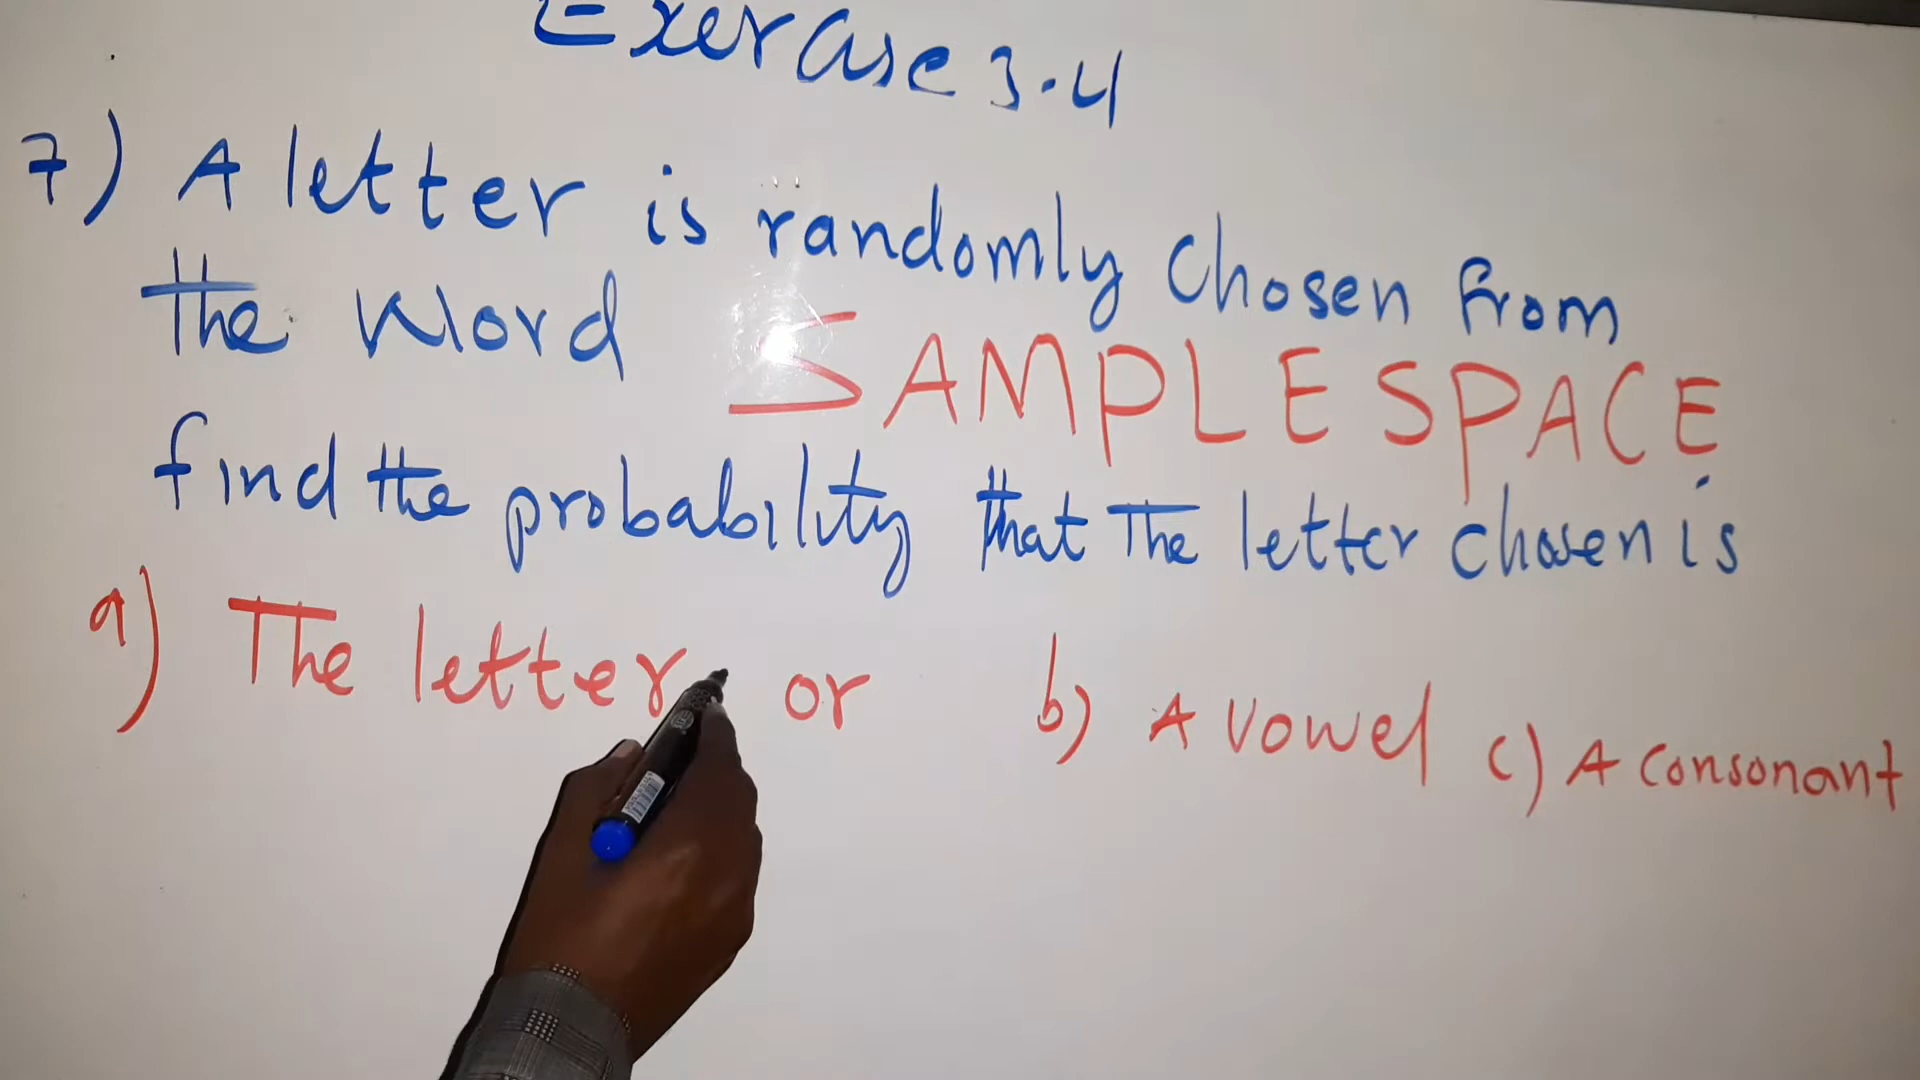 Exercise 3.4
7) A letter is randomly chosen from
the Word SAMPLE SPACE
find the probability that The letter chosen is
a) The letter or b) A vowel c) A consonant